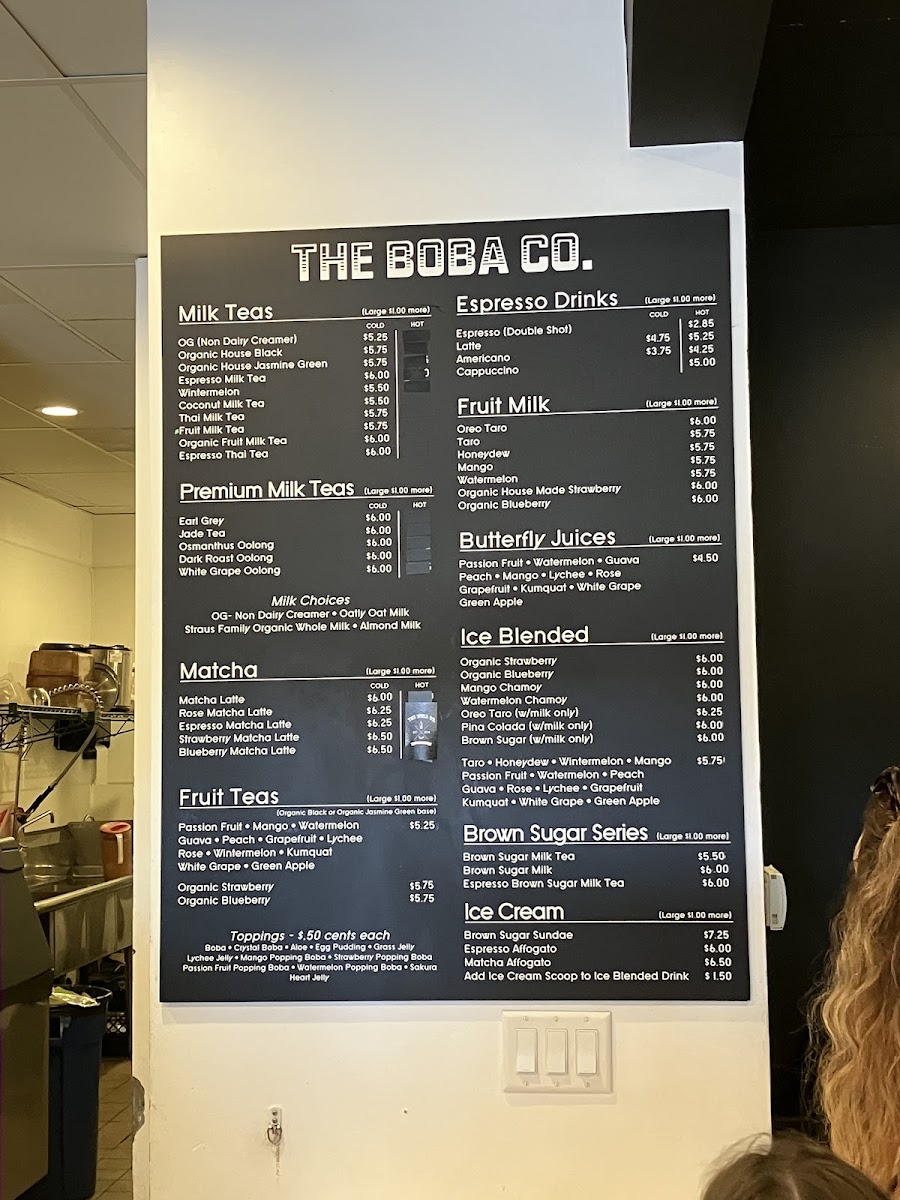 THE BOBA CO.
Milk Teas (Large $1.00 more)
COLD HOT
OG (Non Dairy Creamer) $5.25
Organic House Black $5.75
Organic House Jasmine Green $5.75
Espresso Milk Tea $6.00
Wintermelon $5.50
Coconut Milk Tea $5.50
Thai Milk Tea $5.75
Fruit Milk Tea $5.75
Organic Fruit Milk Tea $6.00
Espresso Thai Tea $6.00
Premium Milk Teas (Large $1.00 more)
COLD HOT
Earl Grey $6.00
Jade Tea $6.00
Osmanthus Oolong $6.00
Dark Roast Oolong $6.00
White Grape Oolong $6.00
Milk Choices
OG- Non Dairy Creamer • Oatly Oat Milk
Straus Family Organic Whole Milk • Almond Milk
Matcha (Large $1.00 more)
COLD HOT
Matcha Latte $6.00
Rose Matcha Latte $6.25
Espresso Matcha Latte $6.25
Strawberry Matcha Latte $6.50
Blueberry Matcha Latte $6.50
Fruit Teas (Large $1.00 more)
(Organic Black or Organic Jasmine Green base)
Passion Fruit • Mango • Watermelon $5.25
Guava • Peach • Grapefruit • Lychee
Rose • Wintermelon • Kumquat
White Grape • Green Apple
Organic Strawberry $5.75
Organic Blueberry $5.75
Toppings - $.50 cents each
Boba • Crystal Boba • Aloe • Egg Pudding • Grass Jelly
Lychee Jelly • Mango Popping Boba • Strawberry Popping Boba
Passion Fruit Popping Boba • Watermelon Popping Boba • Sakura
Heart Jelly
Espresso Drinks (Large $1.00 more)
COLD HOT
Espresso (Double Shot) $2.85
Latte $4.75 $5.25
Americano $3.75 $4.25
Cappuccino $5.00
Fruit Milk (Large $1.00 more)
Oreo Taro $6.00
Taro $5.75
Honeydew $5.75
Mango $5.75
Watermelon $5.75
Organic House Made Strawberry $6.00
Organic Blueberry $6.00
Butterfly Juices (Large $1.00 more)
Passion Fruit • Watermelon • Guava $4.50
Peach • Mango • Lychee • Rose
Grapefruit • Kumquat • White Grape
Green Apple
Ice Blended (Large $1.00 more)
Organic Strawberry $6.00
Organic Blueberry $6.00
Mango Chamoy $6.00
Watermelon Chamoy $6.00
Oreo Taro (w/milk only) $6.25
Pina Colada (w/milk only) $6.00
Brown Sugar (w/milk only) $6.00
Taro • Honeydew • Wintermelon • Mango $5.75
Passion Fruit • Watermelon • Peach
Guava • Rose • Lychee • Grapefruit
Kumquat • White Grape • Green Apple
Brown Sugar Series (Large $1.00 more)
Brown Sugar Milk Tea $5.50
Brown Sugar Milk $6.00
Espresso Brown Sugar Milk Tea $6.00
Ice Cream (Large $1.00 more)
Brown Sugar Sundae $7.25
Espresso Affogato $6.00
Matcha Affogato $6.50
Add Ice Cream Scoop to Ice Blended Drink $1.50